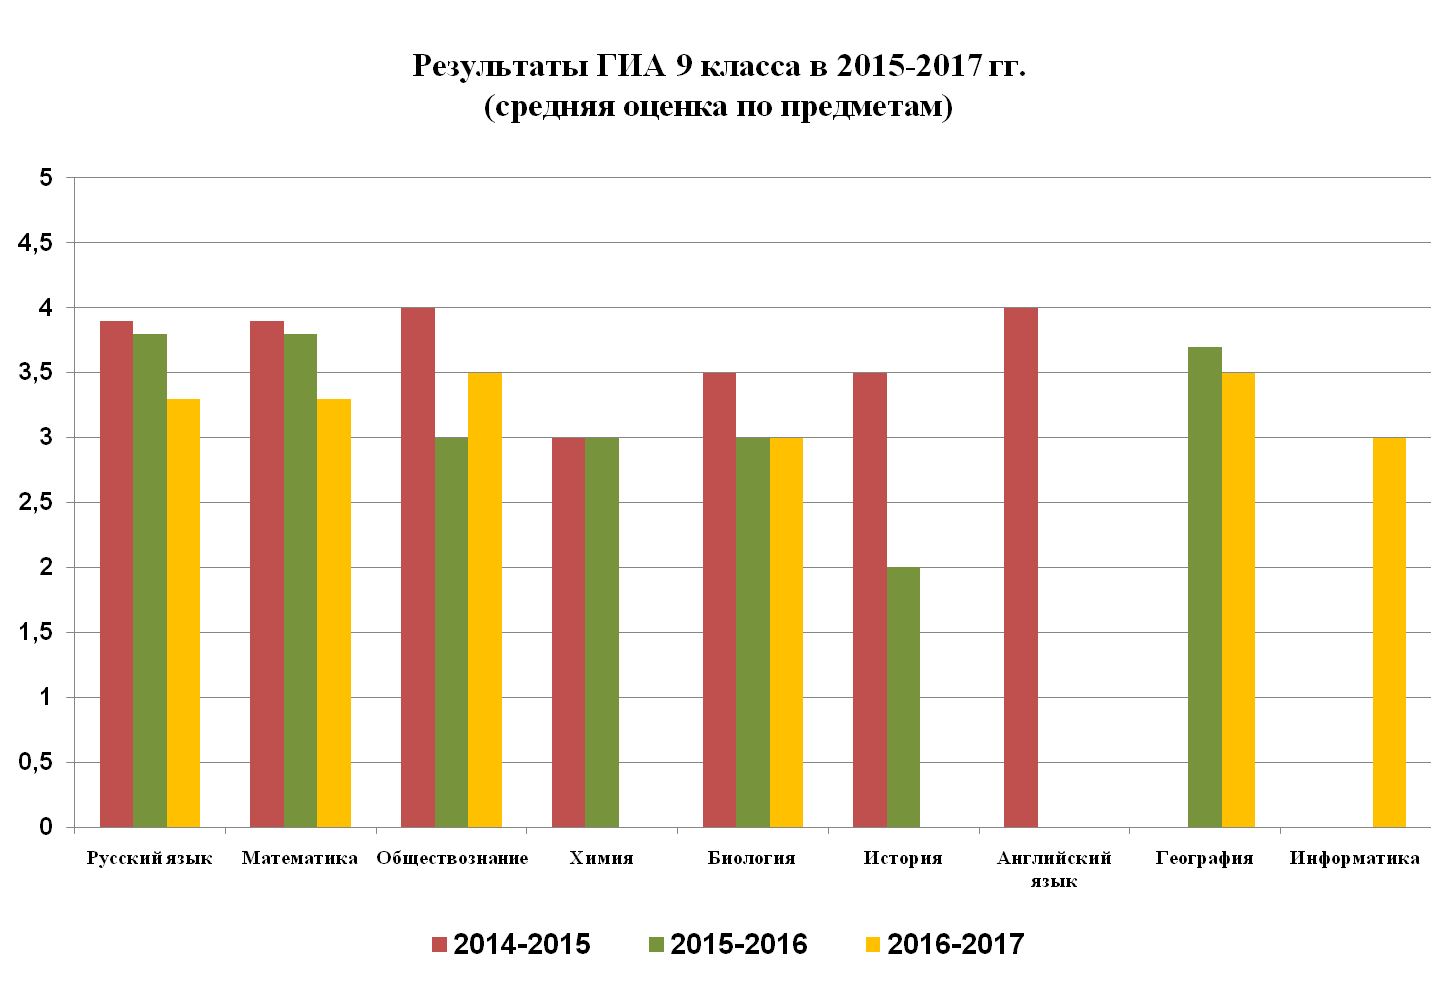 Результаты ГИА 9 класса в 2015-2017 гг.
(средняя оценка по предметам)
5
4,5
4
3,5
3
2,5
2
1,5
1
0,5
0
Русский язык
Математика
Обществознание
Химия
Биология
История
Английский
язык
География
Информатика
2014-2015
2015-2016
2016-2017